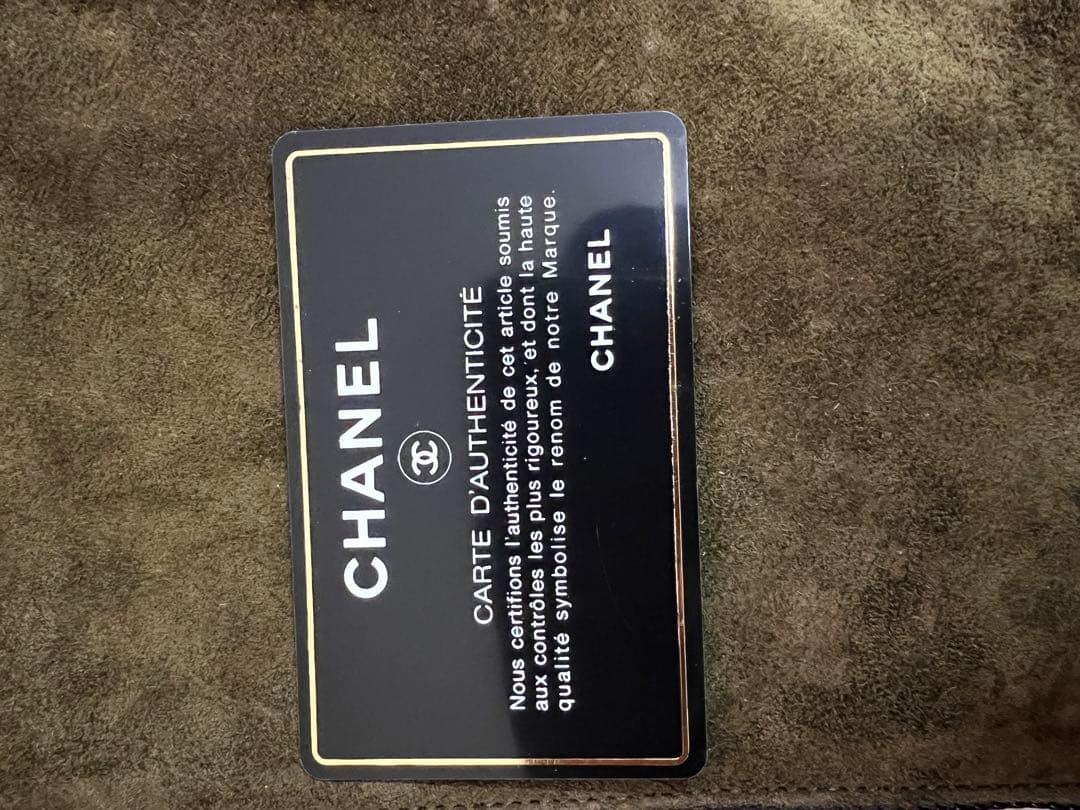 CHANEL
CARTE D'AUTHENTICITÉ
Nous certifions l'authenticité de cet article soumis
aux contrôles les plus rigoureux, et dont la haute
qualité symbolise le renom de notre Marque.
CHANEL